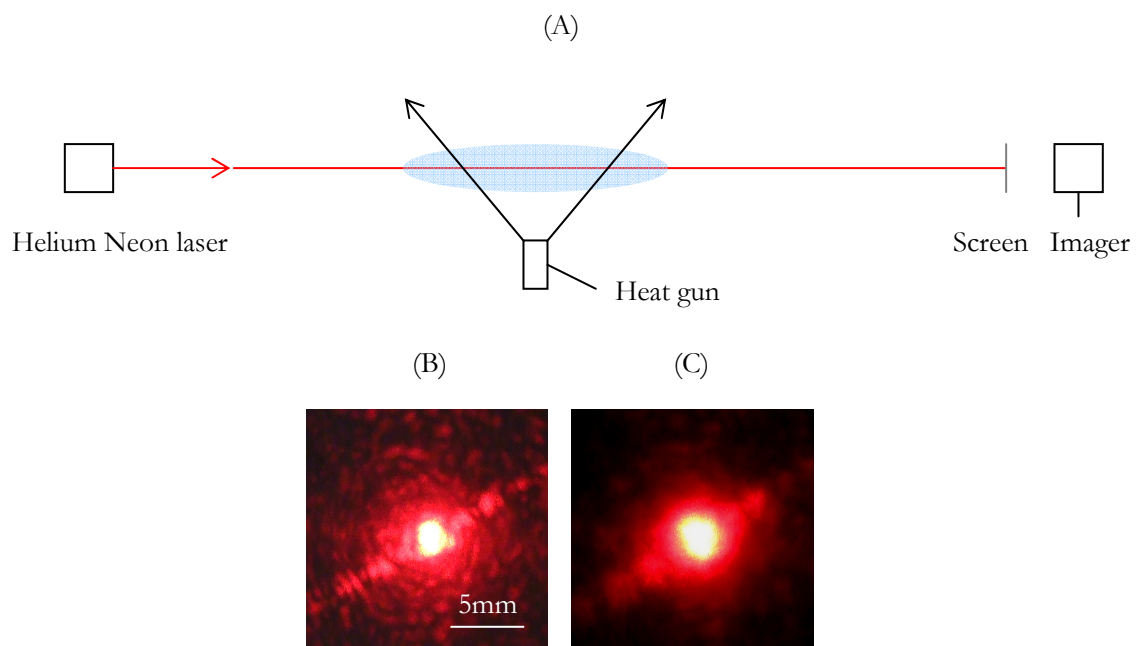 (A)
Helium Neon laser
Screen
Imager
Heat gun
(B)
(C)
5mm